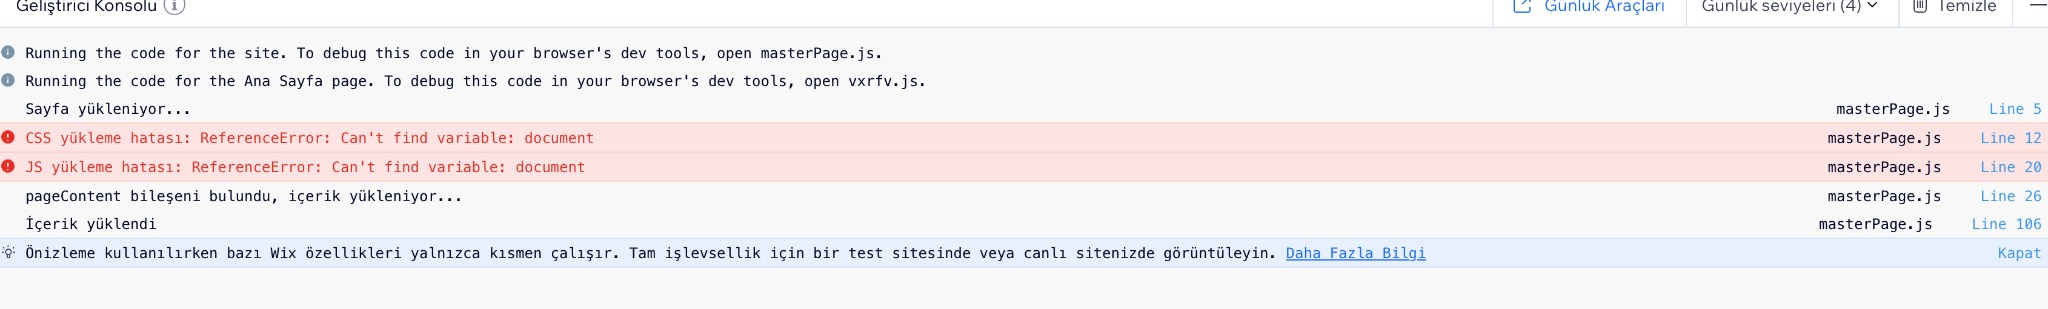 Geliştirici Konsolu
Günlük Araçları
Günlük seviyeleri (4)
Temizle
Running the code for the site. To debug this code in your browser's dev tools, open masterPage.js.
Running the code for the Ana Sayfa page. To debug this code in your browser's dev tools, open vxrfv.js.
Sayfa yükleniyor... masterPage.js Line 5
CSS yükleme hatası: ReferenceError: Can't find variable: document masterPage.js Line 12
JS yükleme hatası: ReferenceError: Can't find variable: document masterPage.js Line 20
pageContent bileşeni bulundu, içerik yükleniyor... masterPage.js Line 26
İçerik yüklendi masterPage.js Line 106
Önizleme kullanılırken bazı Wix özellikleri yalnızca kısmen çalışır. Tam işlevsellik için bir test sitesinde veya canlı sitenizde görüntüleyin. Daha Fazla Bilgi Kapat